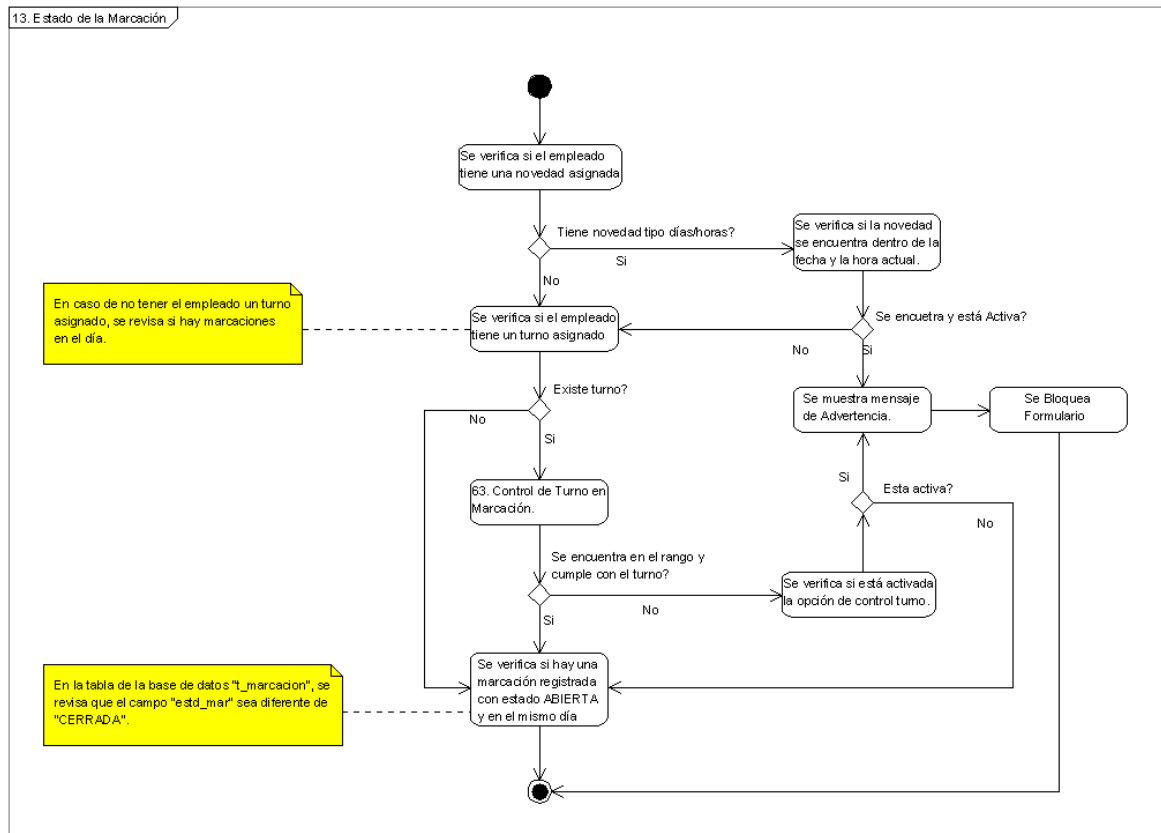 13. Estado de la Marcación
Se verifica si el empleado
tiene una novedad asignada
Tiene novedad tipo días/horas?
Si
No
Se verifica si la novedad
se encuentra dentro de la
fecha y la hora actual.
En caso de no tener el empleado un turno
asignado, se revisa si hay marcaciones
en el día.
Se verifica si el empleado
tiene un turno asignado
Se encuetra y está Activa?
No
Si
Existe turno?
No
Si
Se muestra mensaje
de Advertencia.
Se Bloquea
Formulario
63. Control de Turno en
Marcación.
Si
Esta activa?
No
Se encuentra en el rango y
cumple con el turno?
No
Si
Se verifica si está activada
la opción de control turno.
Se verifica si hay una
marcación registrada
con estado ABIERTA
y en el mismo día
En la tabla de la base de datos "t_marcacion", se
revisa que el campo "estd_mar" sea diferente de
"CERRADA".